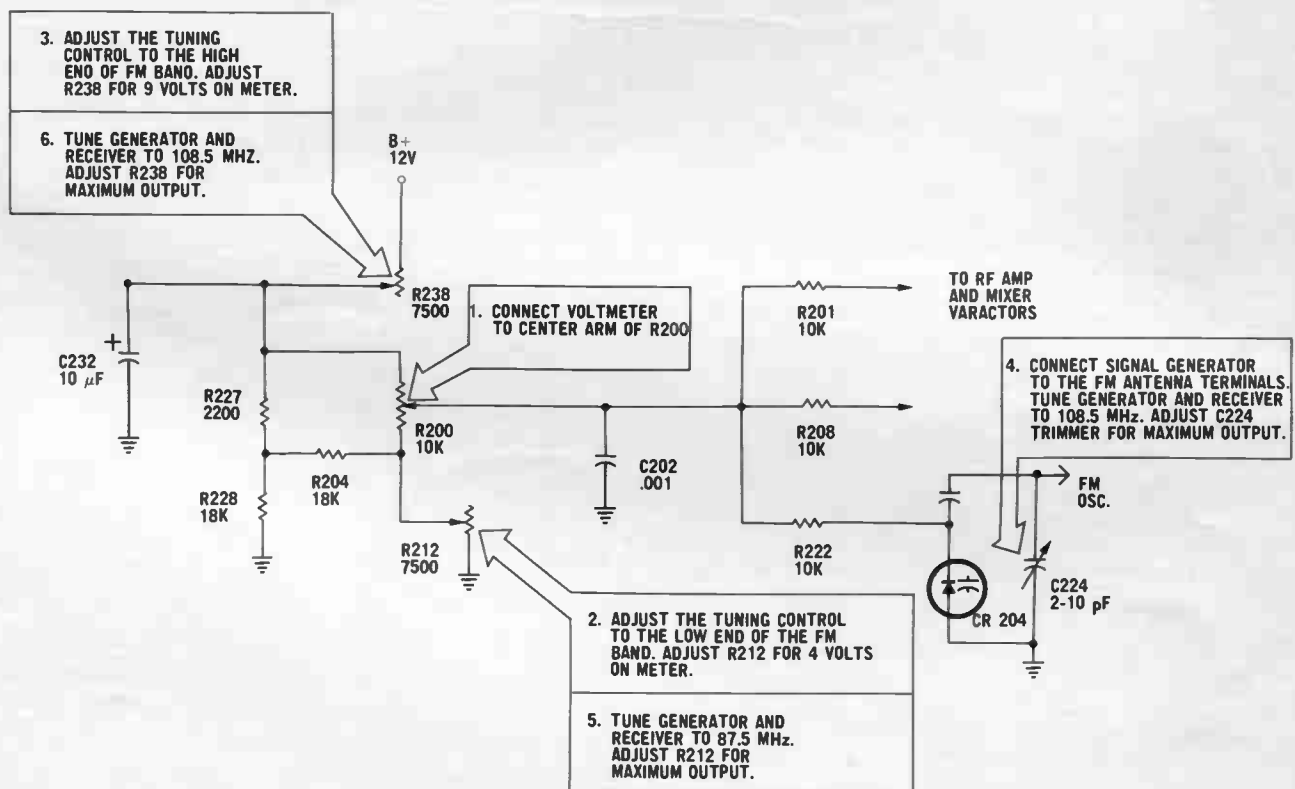 3. ADJUST THE TUNING
CONTROL TO THE HIGH
END OF FM BAND. ADJUST
R238 FOR 9 VOLTS ON METER.
6. TUNE GENERATOR AND
RECEIVER TO 108.5 MHZ.
ADJUST R238 FOR
MAXIMUM OUTPUT.
B+
12V
R238
7500
1. CONNECT VOLTMETER
TO CENTER ARM OF R200
C232
10 µF
+
R227
2200
R200
10K
R204
18K
R228
18K
R212
7500
C202
.001
R201
10K
R208
10K
R222
10K
TO RF AMP
AND MIXER
VARACTORS
4. CONNECT SIGNAL GENERATOR
TO THE FM ANTENNA TERMINALS.
TUNE GENERATOR AND RECEIVER
TO 108.5 MHz. ADJUST C224
TRIMMER FOR MAXIMUM OUTPUT.
FM
OSC.
C224
2-10 pF
CR 204
2. ADJUST THE TUNING CONTROL
TO THE LOW END OF THE FM
BAND. ADJUST R212 FOR 4 VOLTS
ON METER.
5. TUNE GENERATOR AND
RECEIVER TO 87.5 MHz.
ADJUST R212 FOR
MAXIMUM OUTPUT.